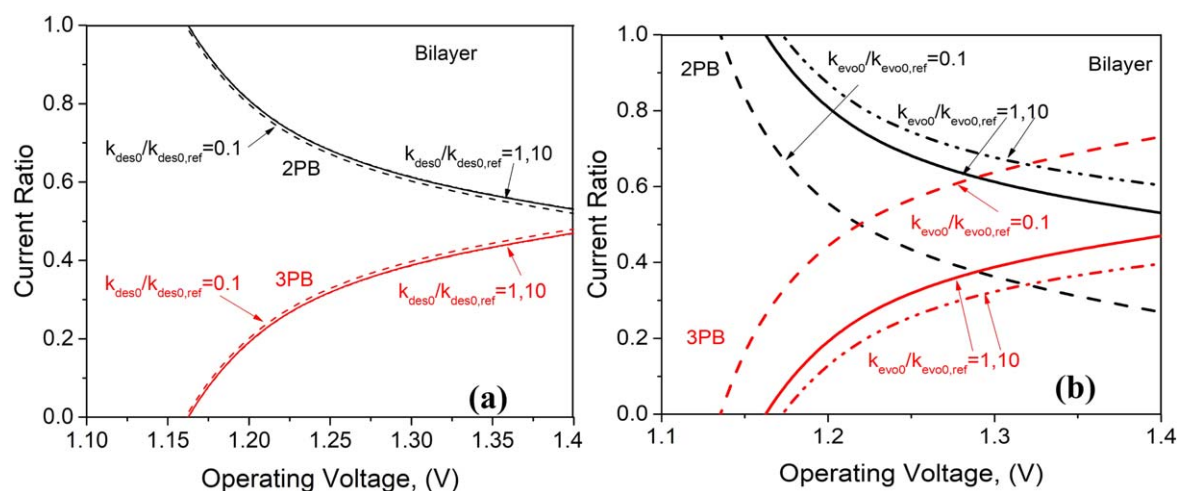 1.0
0.8
0.6
0.4
0.2
0.0
Current Ratio
Bilayer
k_des0/k_des0,ref=0.1
2PB
k_des0/k_des0,ref=1,10
k_des0/k_des0,ref=0.1
3PB
k_des0/k_des0,ref=1,10
(a)
1.10 1.15 1.20 1.25 1.30 1.35 1.4
Operating Voltage, (V)
1.0
0.8
0.6
0.4
0.2
0.0
Current Ratio
2PB
k_evo0/k_evo0,ref=0.1
Bilayer
k_evo0/k_evo0,ref=1,10
k_evo0/k_evo0,ref=0.1
3PB
k_evo0/k_evo0,ref=1,10
(b)
1.1 1.2 1.3 1.4
Operating Voltage, (V)